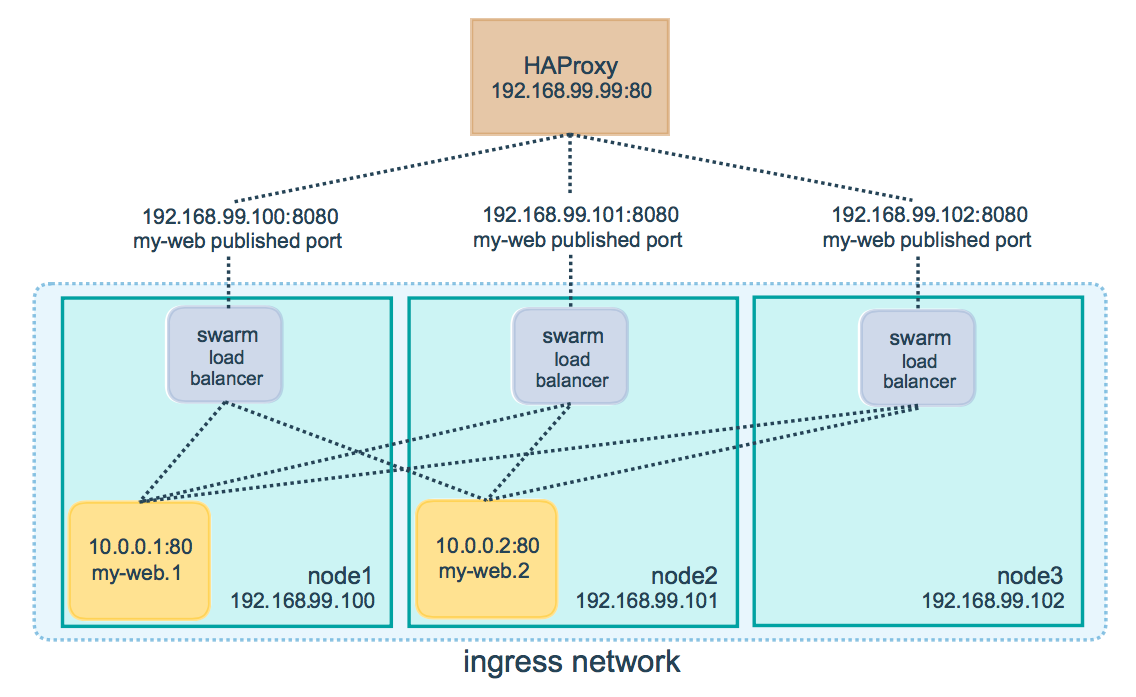 HAProxy
192.168.99.99:80
192.168.99.100:8080
my-web published port
192.168.99.101:8080
my-web published port
192.168.99.102:8080
my-web published port
swarm
load
balancer
swarm
load
balancer
swarm
load
balancer
10.0.0.1:80
my-web.1
node1
192.168.99.100
10.0.0.2:80
my-web.2
node2
192.168.99.101
node3
192.168.99.102
ingress network